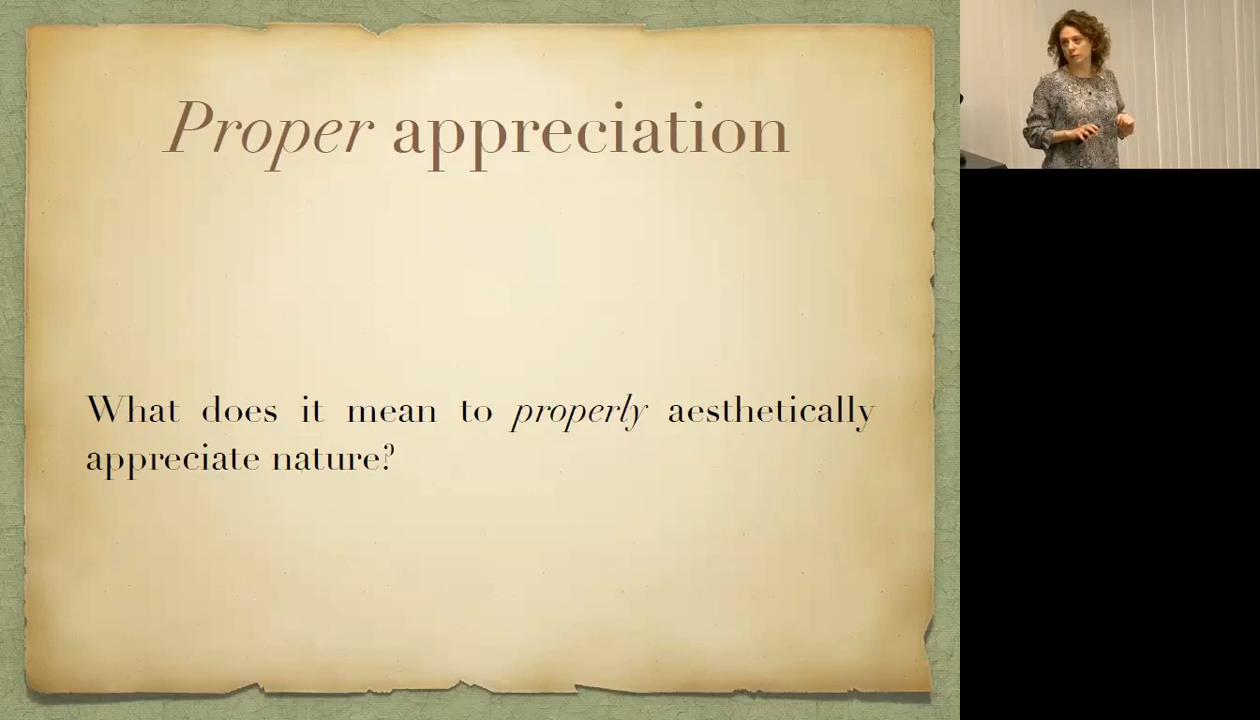 Proper appreciation
What does it mean to properly aesthetically
appreciate nature?